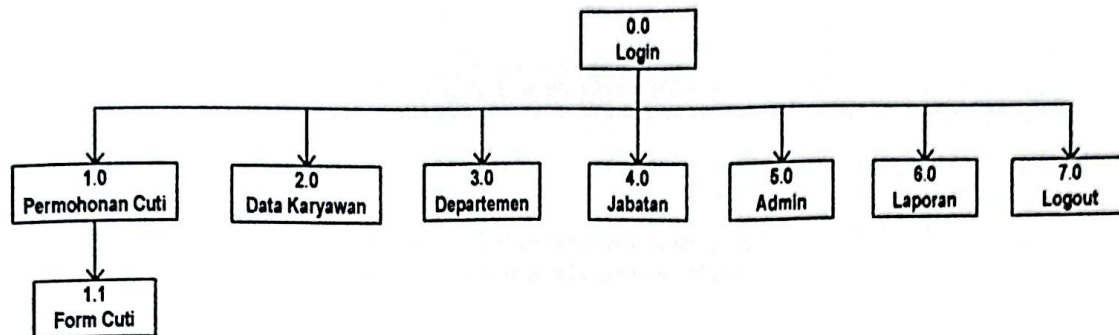 0.0
Login
1.0
Permohonan Cuti
2.0
Data Karyawan
3.0
Departemen
4.0
Jabatan
5.0
Admin
6.0
Laporan
7.0
Logout
1.1
Form Cuti